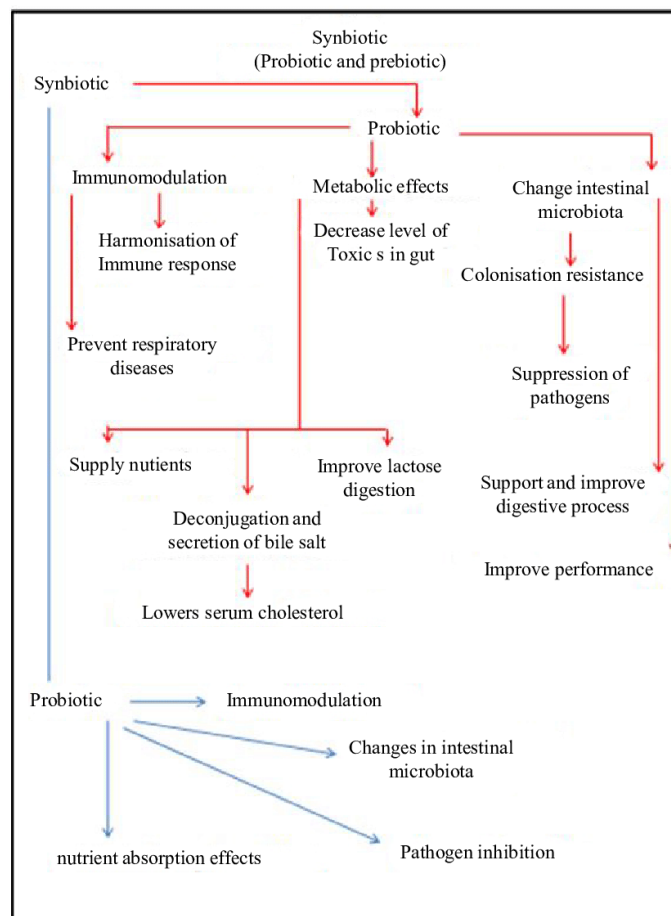 Synbiotic
(Probiotic and prebiotic)
Synbiotic
Probiotic
Immunomodulation
Metabolic effects
Change intestinal
microbiota
Harmonisation of
Immune response
Decrease level of
Toxic s in gut
Colonisation resistance
Prevent respiratory
diseases
Suppression of
pathogens
Supply nutients
Improve lactose
digestion
Support and improve
digestive process
Deconjugation and
secretion of bile salt
Improve performance
Lowers serum cholesterol
Probiotic
Immunomodulation
Changes in intestinal
microbiota
nutrient absorption effects
Pathogen inhibition